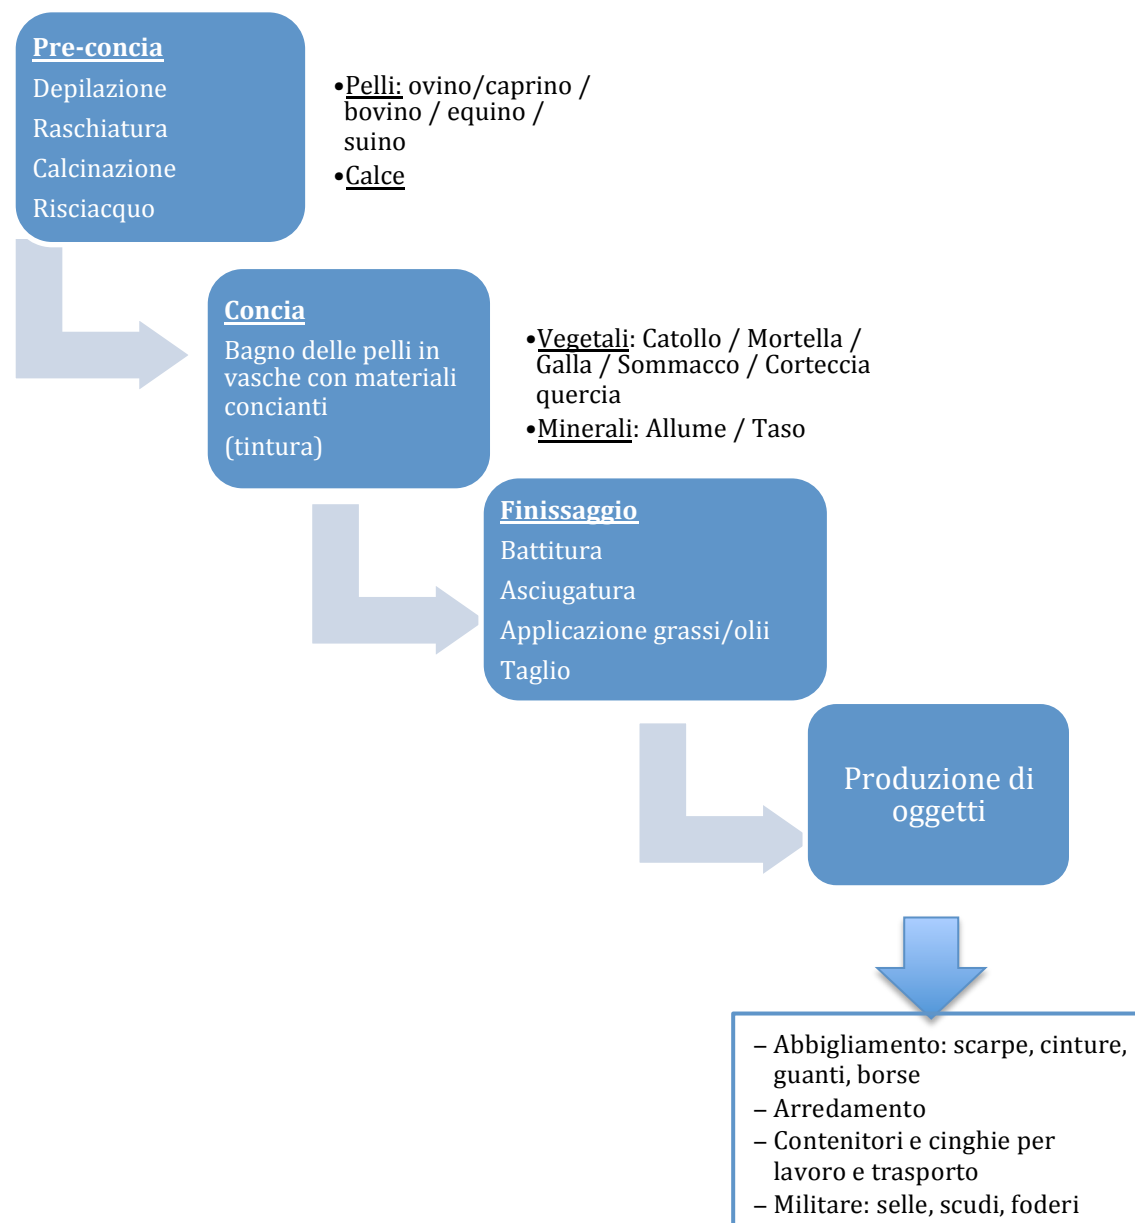 Pre-concia
Depilazione
Raschiatura
Calcinazione
Risciacquo
•Pelli: ovino/caprino /
bovino / equino /
suino
•Calce
Concia
Bagno delle pelli in
vasche con materiali
concianti
(tintura)
•Vegetali: Catollo / Mortella /
Galla / Sommacco / Corteccia
quercia
•Minerali: Allume / Taso
Finissaggio
Battitura
Asciugatura
Applicazione grassi/olii
Taglio
Produzione di
oggetti
– Abbigliamento: scarpe, cinture,
guanti, borse
– Arredamento
– Contenitori e cinghie per
lavoro e trasporto
– Militare: selle, scudi, foderi